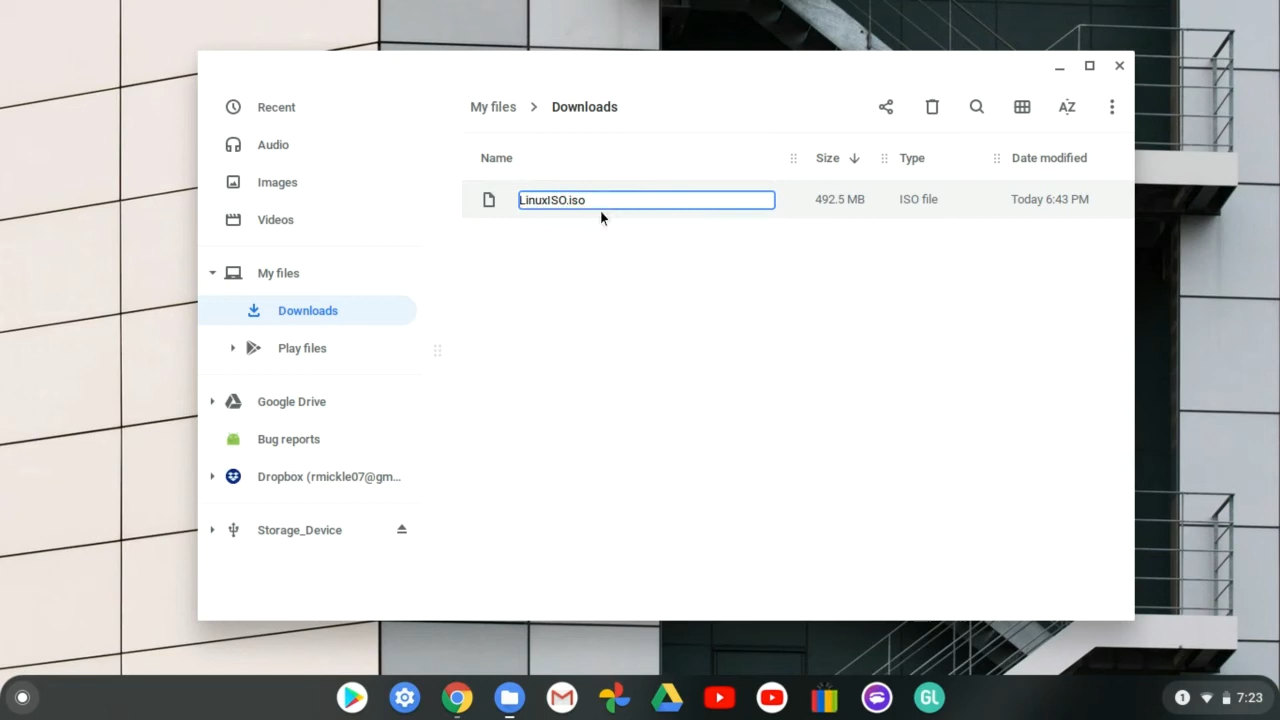 Recent
Audio
Images
Videos
My files
Downloads
Play files
Google Drive
Bug reports
Dropbox (rmickle07@gm...
Storage_Device
My files > Downloads
AZ
Name Size Type Date modified
LinuxISO.iso 492.5 MB ISO file Today 6:43 PM
GL
1 7:23